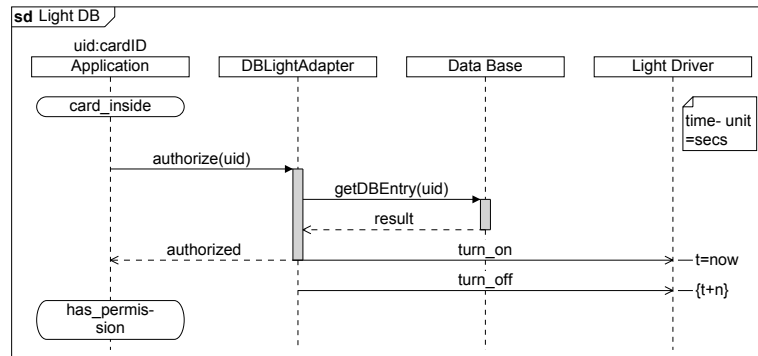 sd Light DB
uid:cardID
Application
DBLightAdapter
Data Base
Light Driver
card_inside
time- unit
=secs
authorize(uid)
getDBEntry(uid)
result
authorized
turn_on
t=now
turn_off
{t+n}
has_permis-
sion